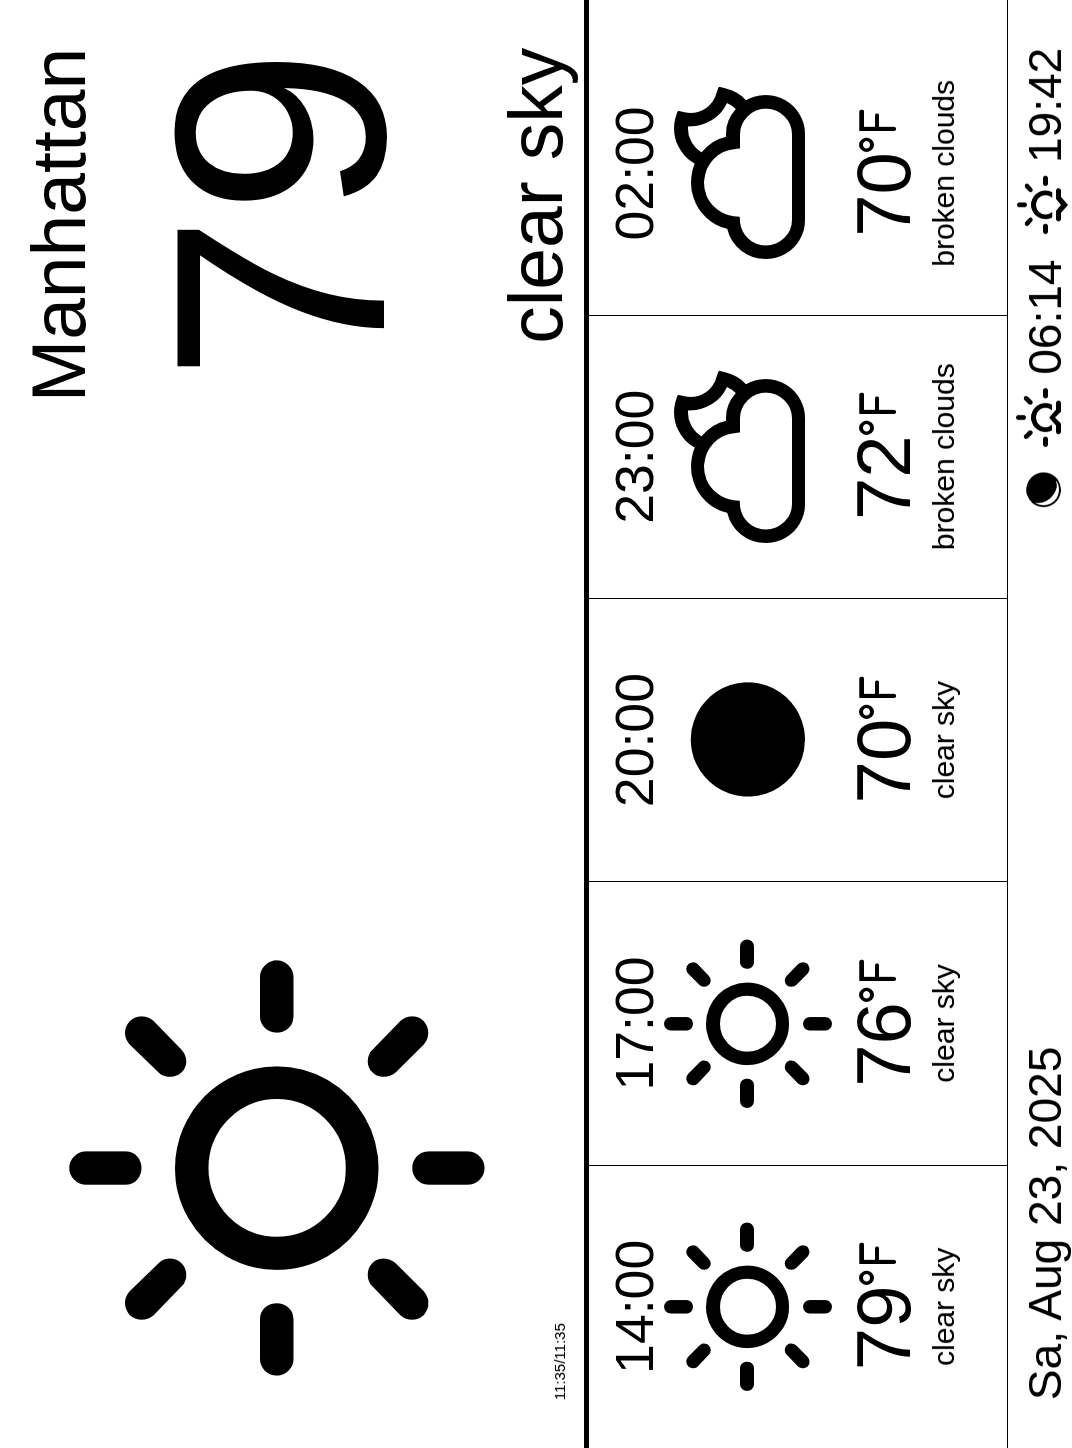 Manhattan
79
clear sky
11:35/11:35
14:00
79°F
clear sky
17:00
76°F
clear sky
20:00
70°F
clear sky
23:00
72°F
broken clouds
02:00
70°F
broken clouds
Sa, Aug 23, 2025
06:14 19:42